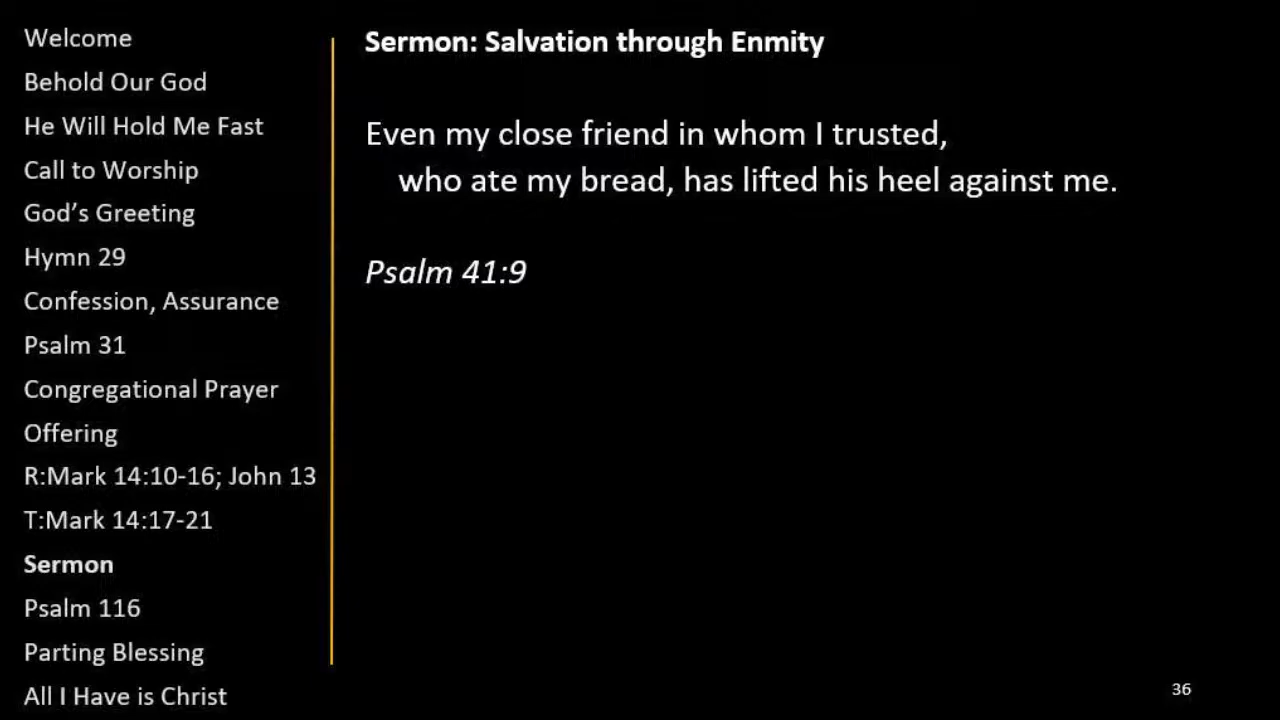 Welcome
Behold Our God
He Will Hold Me Fast
Call to Worship
God’s Greeting
Hymn 29
Confession, Assurance
Psalm 31
Congregational Prayer
Offering
R:Mark 14:10-16; John 13
T:Mark 14:17-21
Sermon
Psalm 116
Parting Blessing
All I Have is Christ
Sermon: Salvation through Enmity
Even my close friend in whom I trusted,
who ate my bread, has lifted his heel against me.
Psalm 41:9
36